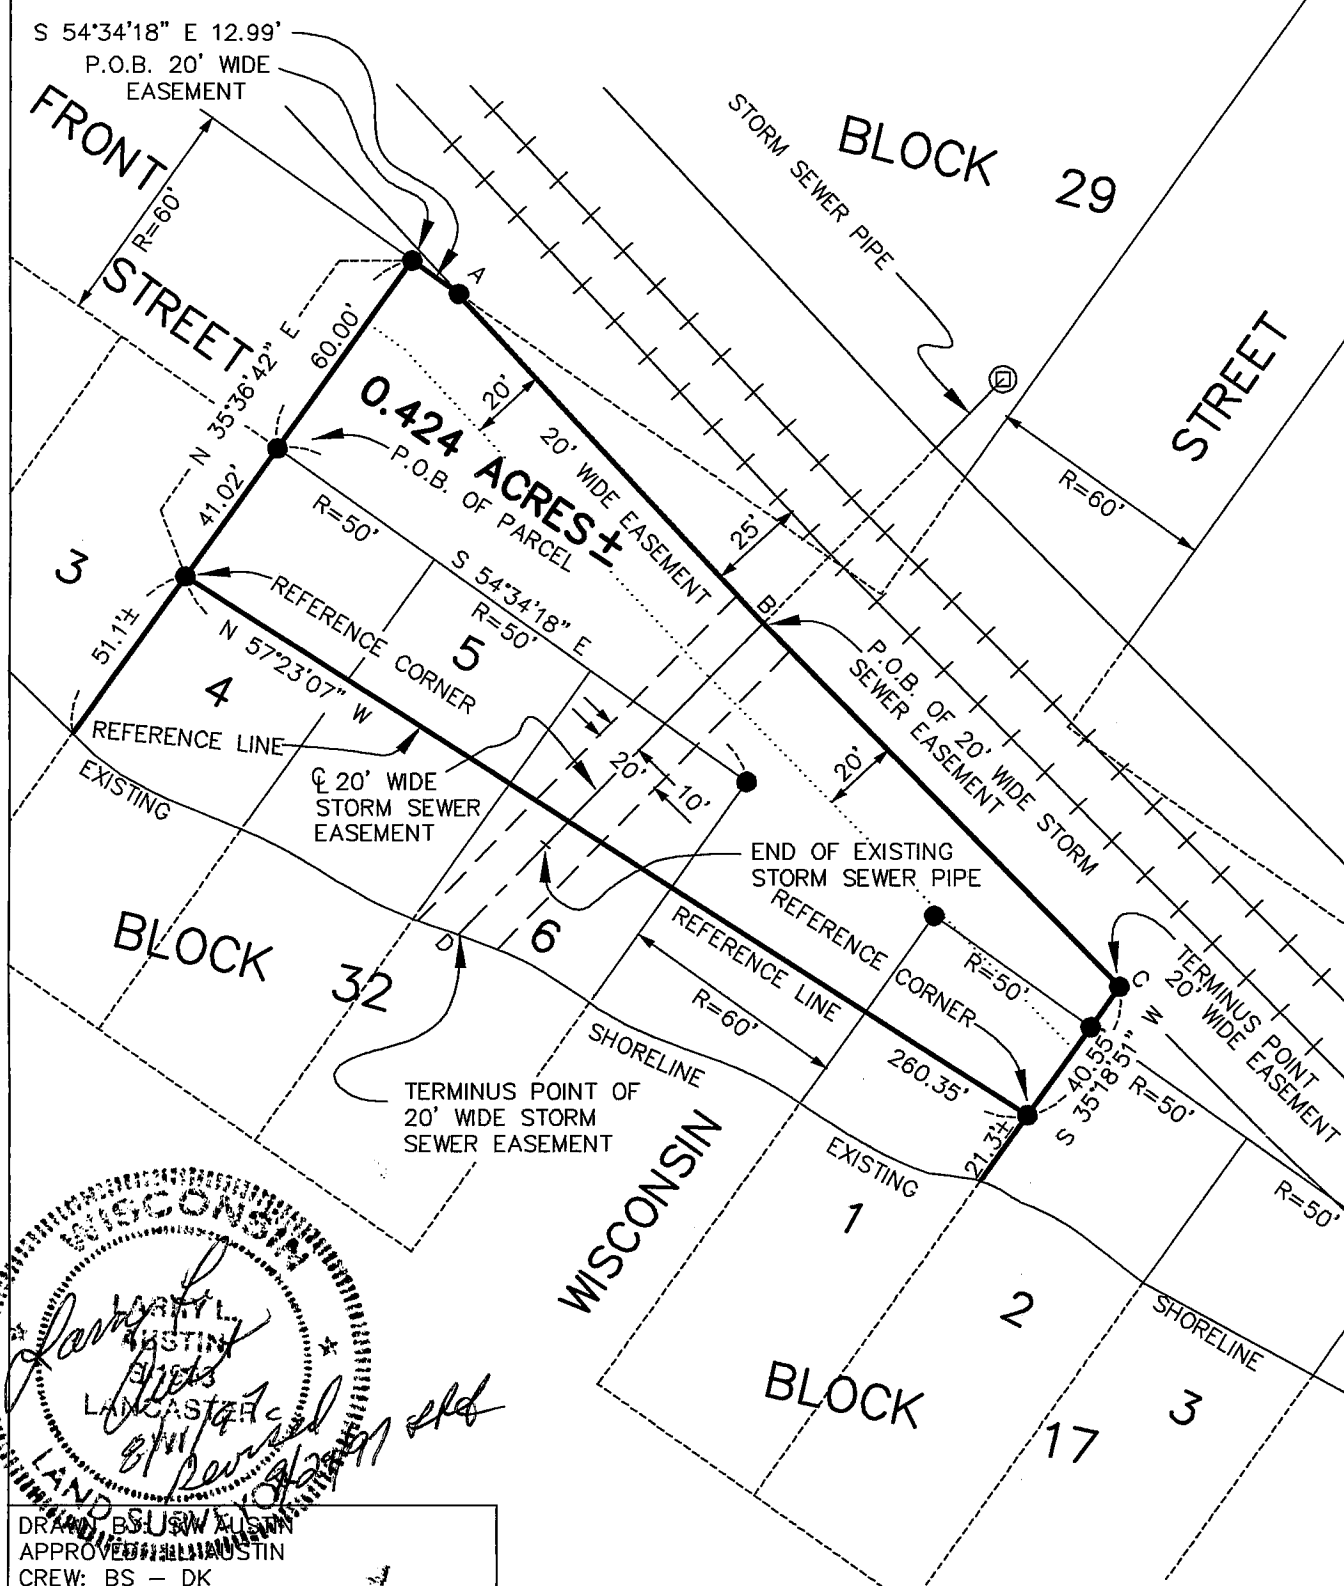 S 54°34'18" E 12.99'
P.O.B. 20' WIDE
EASEMENT
FRONT
STREET
R=60'
BLOCK 29
STORM SEWER PIPE
STREET
R=60'
A
N 35°36'42" E
60.00'
41.02'
51.1'±
0.424 ACRES±
P.O.B. OF PARCEL
20'
20' WIDE EASEMENT
25'
B
P.O.B. OF 20' WIDE STORM
SEWER EASEMENT
R=50'
S 54°34'18" E
R=50'
3
4
5
6
REFERENCE CORNER
N 57°23'07" W
REFERENCE LINE
EXISTING
℄ 20' WIDE
STORM SEWER
EASEMENT
20'
10'
20'
END OF EXISTING
STORM SEWER PIPE
REFERENCE CORNER
REFERENCE LINE
R=50'
C
TERMINUS POINT
20' WIDE EASEMENT
BLOCK 32
D
R=60'
SHORELINE
260.35'
40.55'
S 35°18'51" W
R=50'
21.3'±
R=50'
TERMINUS POINT OF
20' WIDE STORM
SEWER EASEMENT
WISCONSIN
EXISTING
SHORELINE
1
2
3
BLOCK 17
WISCONSIN
LARRY L.
AUSTIN
LANCASTER
LAND SURVEYOR
Revised
DRAWN BY: AUSTIN
APPROVED: AUSTIN
CREW: BS – DK